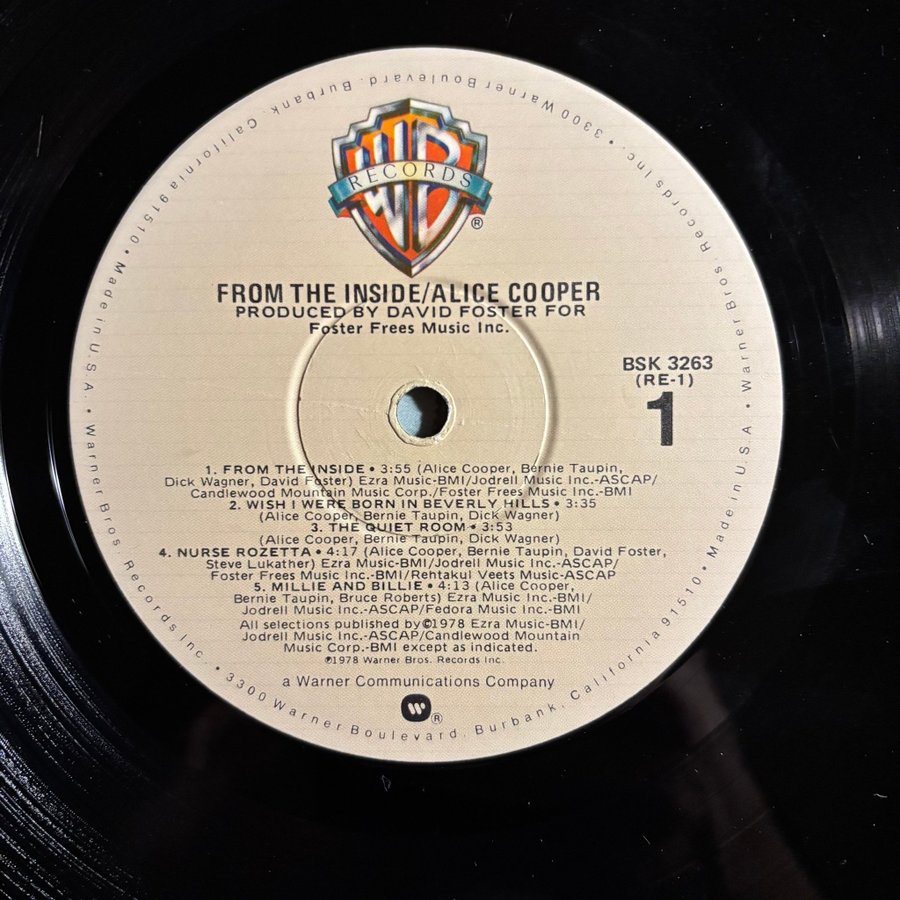 3300 Warner Boulevard, Burbank, California 91510 • Made in U.S.A. • Warner Bros. Records Inc. • 3300 Warner Boulevard, Burbank, California 91510 • Made in U.S.A. • Warner Bros. Records Inc. •
WB
RECORDS
®
FROM THE INSIDE/ALICE COOPER
PRODUCED BY DAVID FOSTER FOR
Foster Frees Music Inc.
BSK 3263
(RE-1)
1
1. FROM THE INSIDE • 3:55 (Alice Cooper, Bernie Taupin,
Dick Wagner, David Foster) Ezra Music-BMI/Jodrell Music Inc.-ASCAP/
Candlewood Mountain Music Corp./Foster Frees Music Inc.-BMI
2. WISH I WERE BORN IN BEVERLY HILLS • 3:35
(Alice Cooper, Bernie Taupin, Dick Wagner)
3. THE QUIET ROOM • 3:53
(Alice Cooper, Bernie Taupin, Dick Wagner)
4. NURSE ROZETTA • 4:17 (Alice Cooper, Bernie Taupin, David Foster,
Steve Lukather) Ezra Music-BMI/Jodrell Music Inc.-ASCAP/
Foster Frees Music Inc.-BMI/Rehtakul Veets Music-ASCAP
5. MILLIE AND BILLIE • 4:13 (Alice Cooper,
Bernie Taupin, Bruce Roberts) Ezra Music Inc.-BMI/
Jodrell Music Inc.-ASCAP/Fedora Music Inc.-BMI
All selections published by ©1978 Ezra Music-BMI/
Jodrell Music Inc.-ASCAP/Candlewood Mountain
Music Corp.-BMI except as indicated.
℗1978 Warner Bros. Records Inc.
a Warner Communications Company
®